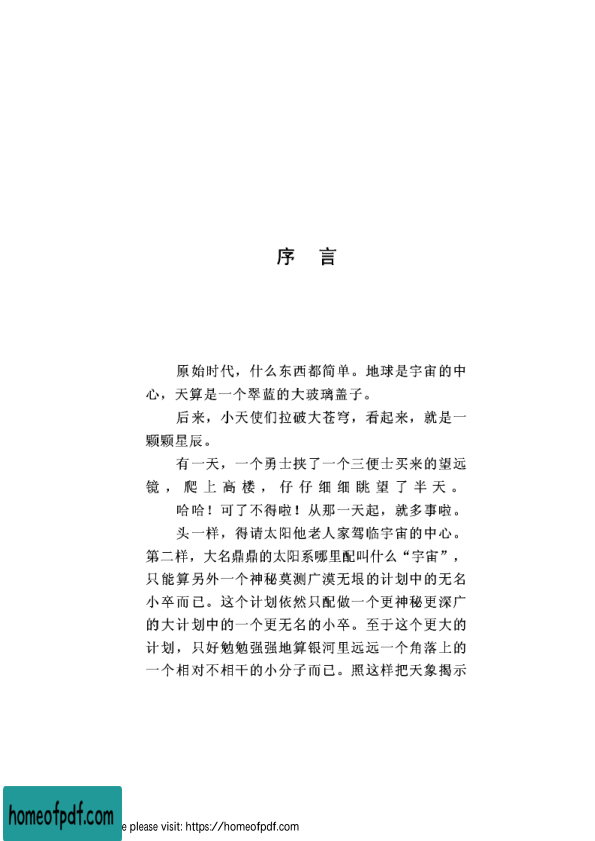 序 言
原始时代，什么东西都简单。地球是宇宙的中
心，天算是一个翠蓝的大玻璃盖子。
后来，小天使们拉破大苍穹，看起来，就是一
颗颗星辰。
有一天，一个勇士挟了一个三便士买来的望远
镜，爬上高楼，仔仔细细眺望了半天。
哈哈！可了不得啦！从那一天起，就多事啦。
头一样，得请太阳他老人家驾临宇宙的中心。
第二样，大名鼎鼎的太阳系哪里配叫什么“宇宙”，
只能算另外一个神秘莫测广漠无垠的计划中的无名
小卒而已。这个计划依然只配做一个更神秘更深广
的大计划中的一个更无名的小卒。至于这个更大的
计划，只好勉勉强强地算银河里远远一个角落上的
一个相对不相干的小分子而已。照这样把天象揭示
homeofpdf.com
e please visit: https://homeofpdf.com